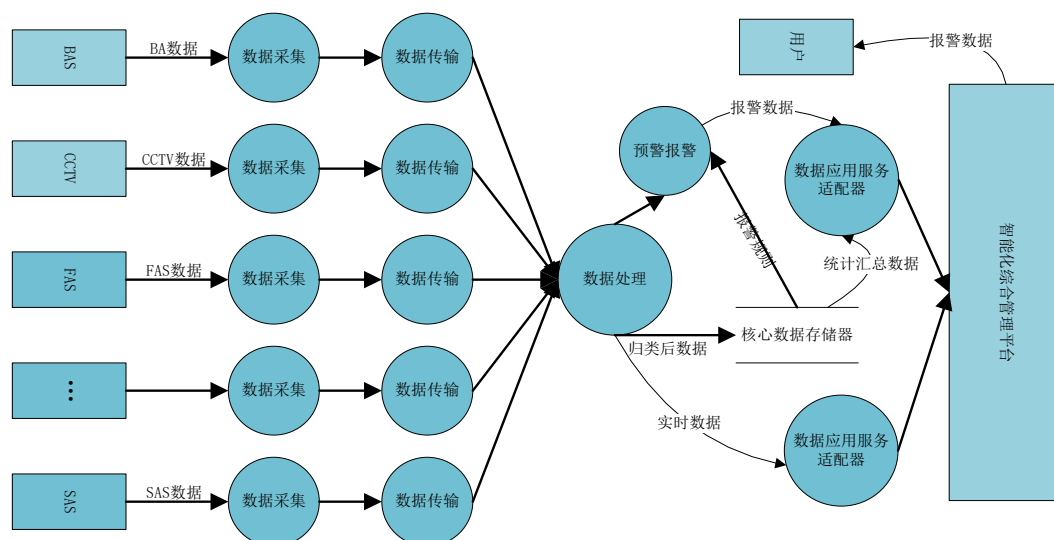 BAS
BA数据
数据采集
数据传输
CCTV
CCTV数据
数据采集
数据传输
FAS
FAS数据
数据采集
数据传输
...
数据采集
数据传输
SAS
SAS数据
数据采集
数据传输
数据处理
预警报警
报警数据
用户
报警数据
数据应用服务
适配器
报警规则
统计汇总数据
核心数据存储器
归类后数据
实时数据
数据应用服务
适配器
智能化综合管理平台